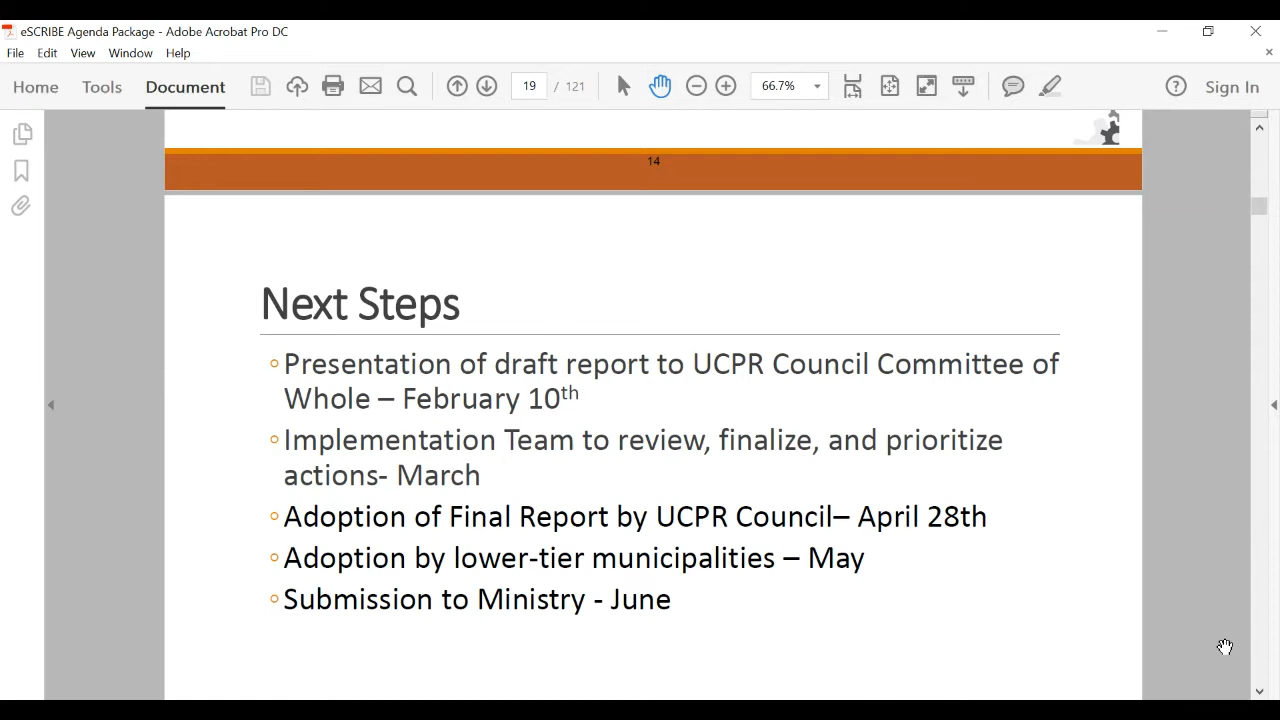 eSCRIBE Agenda Package - Adobe Acrobat Pro DC
File Edit View Window Help
Home Tools Document 19 / 121 66.7% Sign In
14
Next Steps
Presentation of draft report to UCPR Council Committee of
Whole – February 10th
Implementation Team to review, finalize, and prioritize
actions- March
Adoption of Final Report by UCPR Council– April 28th
Adoption by lower-tier municipalities – May
Submission to Ministry - June